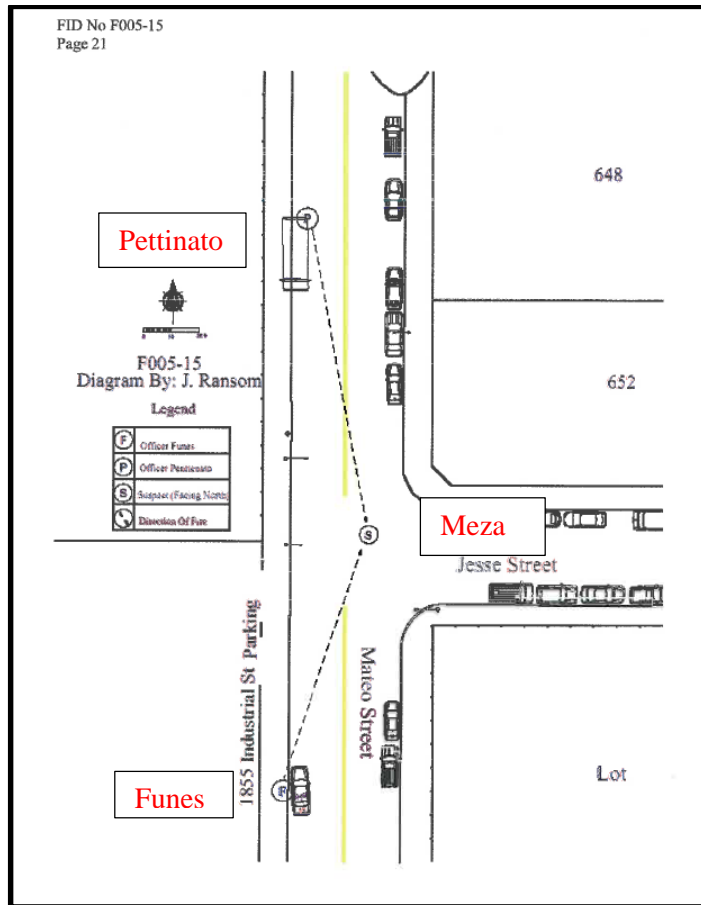 FID No F005-15
Page 21
648
Pettinato
F005-15
Diagram By: J. Ransom
652
Legend
F Officer Funes
P Officer
S Suspect (Facing North)
Direction Of Fire
S
Meza
Jesse Street
1855 Industrial St Parking
Mateo Street
Funes
Lot